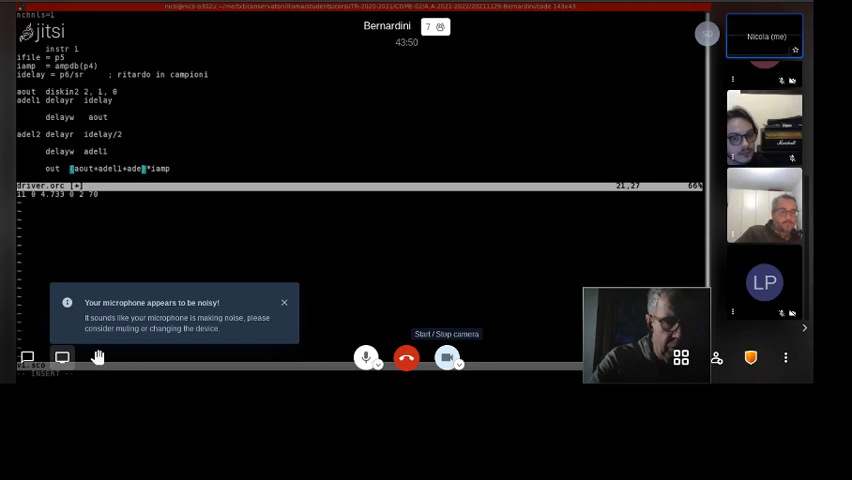 nchnls=1
jitsi
Bernardini
7
43:50
SD
Nicola (me)
instr 1
ifile = p5
iamp = ampdb(p4)
idelay = p6/sr ; ritardo in campioni
aout diskin2 2, 1, 0
adel1 delayr idelay
delayw aout
adel2 delayr idelay/2
delayw adel1
out (aout+adel1+ade)*iamp
driver.orc [+] 21,27 66%
i1 0 4.733 0 2 70
Your microphone appears to be noisy!
It sounds like your microphone is making noise, please
consider muting or changing the device.
Start / Stop camera
LP
-- INSERT --